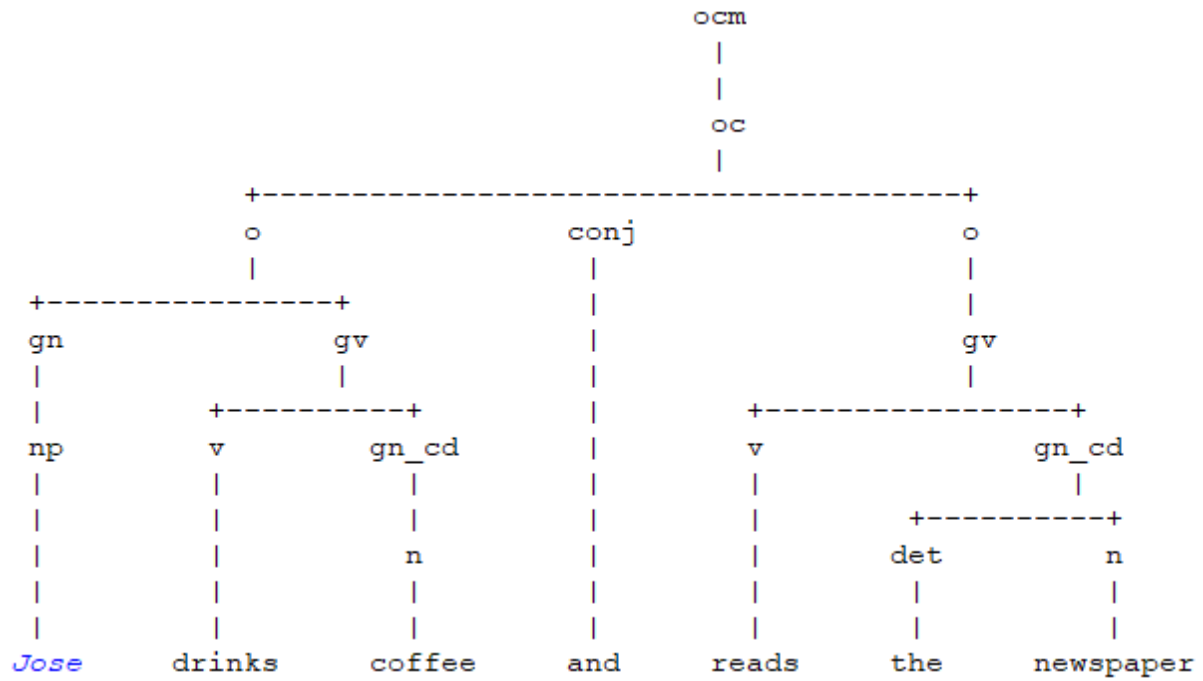 ocm
oc
o conj o
gn gv gv
np v gn_cd v gn_cd
n det n
Jose drinks coffee and reads the newspaper